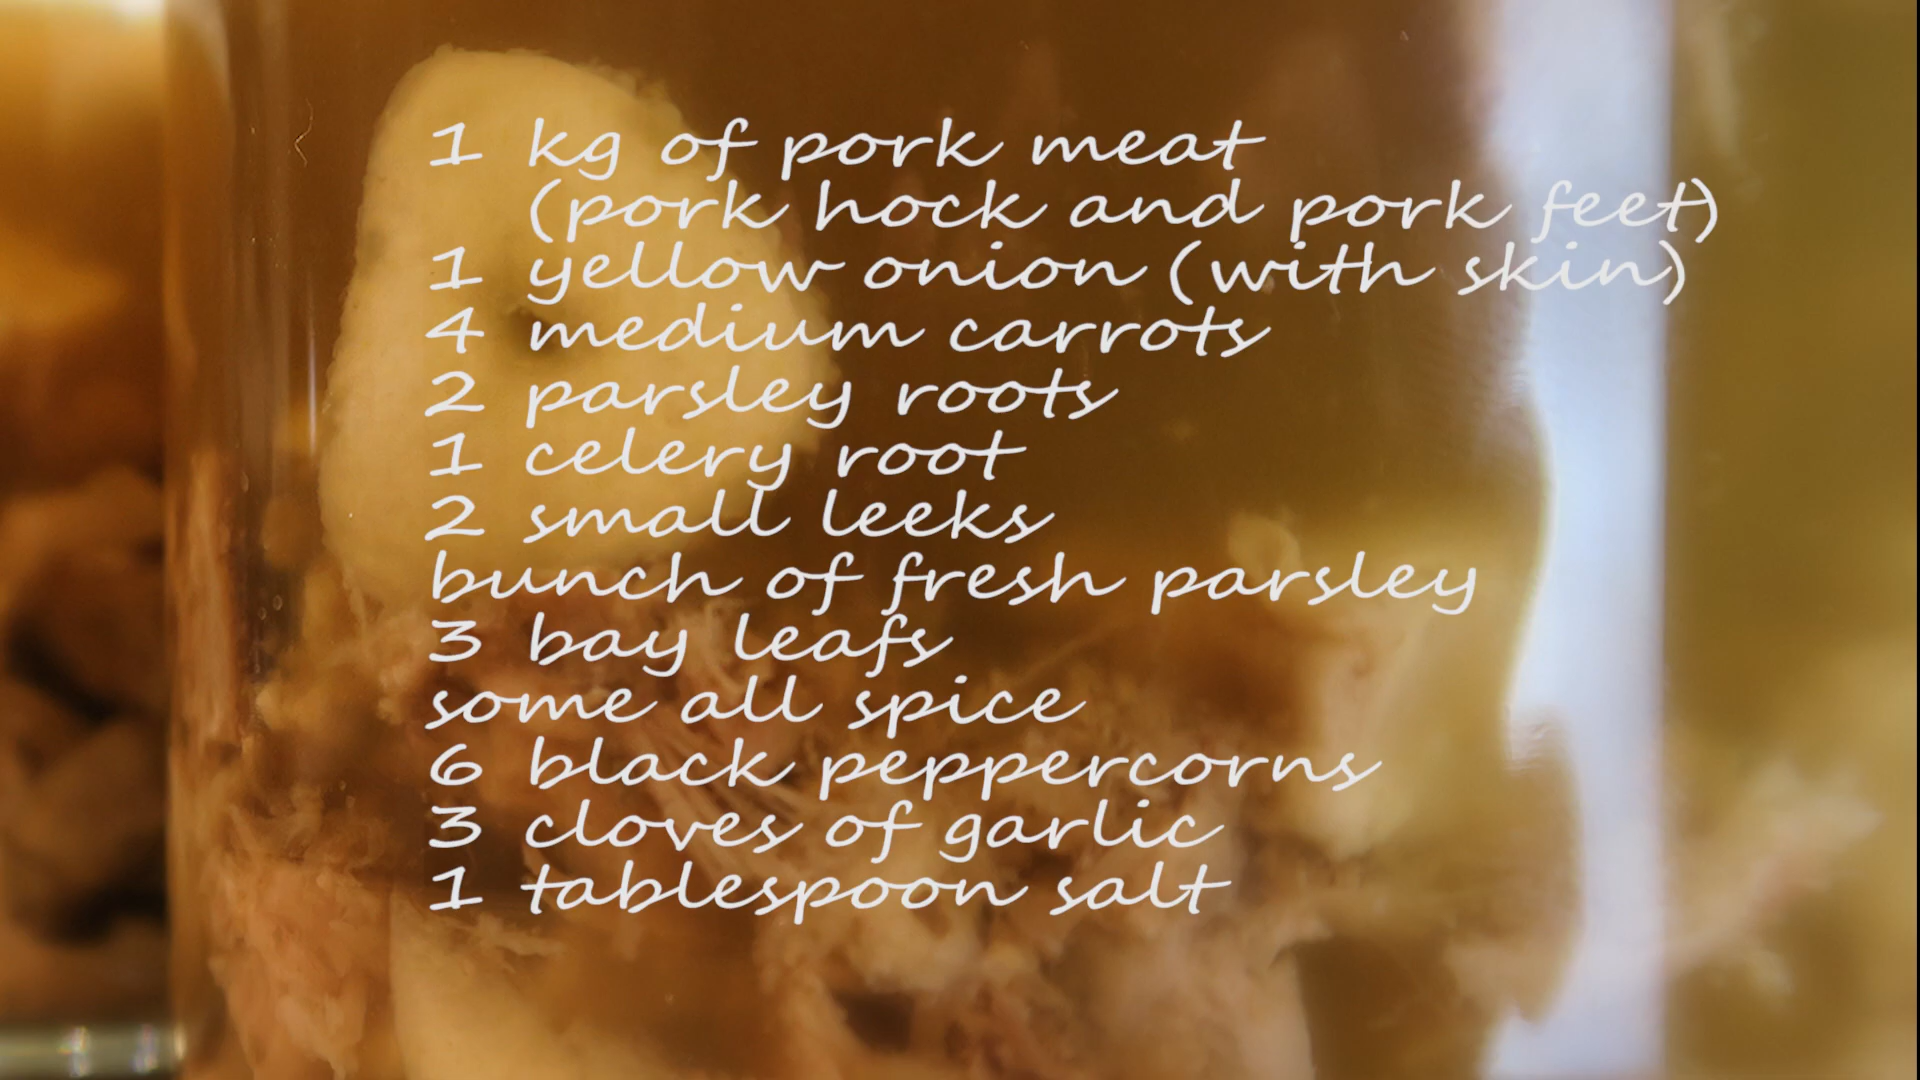 1 kg of pork meat
(pork hock and pork feet)
1 yellow onion (with skin)
4 medium carrots
2 parsley roots
1 celery root
2 small leeks
bunch of fresh parsley
3 bay leafs
some all spice
6 black peppercorns
3 cloves of garlic
1 tablespoon salt